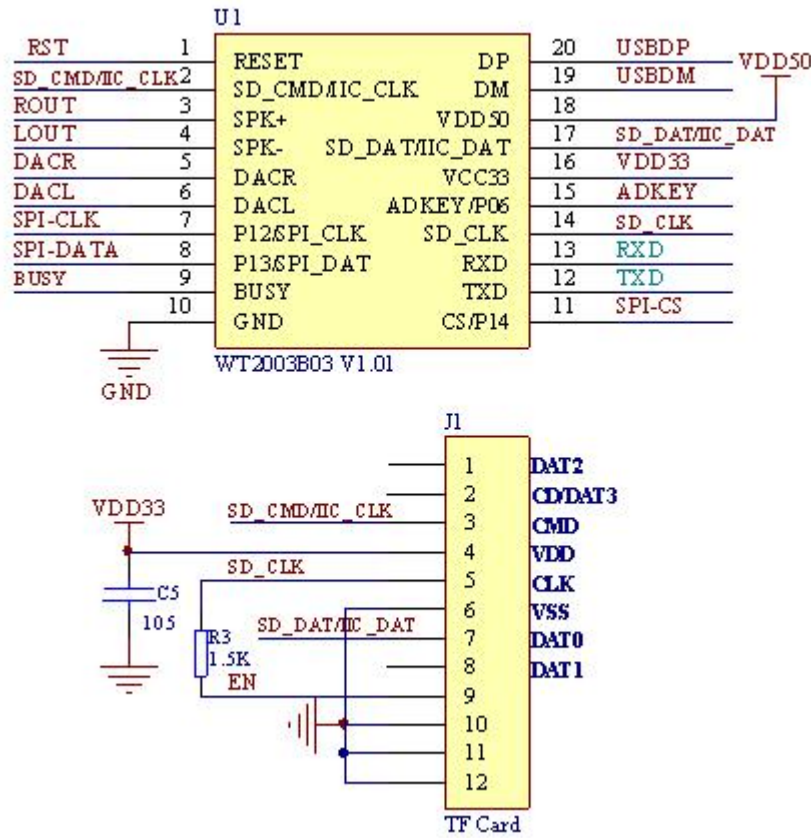 U1
RST 1 RESET DP 20 USBDP VDD50
SD_CMD/IIC_CLK 2 SD_CMD/IIC_CLK DM 19 USBDM
ROUT 3 SPK+ VDD50 18
LOUT 4 SPK- SD_DAT/IIC_DAT 17 SD_DAT/IIC_DAT
DACR 5 DACR VCC33 16 VDD33
DACL 6 DACL ADKEY/P06 15 ADKEY
SPI-CLK 7 P12/SPI_CLK SD_CLK 14 SD_CLK
SPI-DATA 8 P13/SPI_DAT RXD 13 RXD
BUSY 9 BUSY TXD 12 TXD
10 GND CS/P14 11 SPI-CS
WT2003B03 V1.01
GND
J1
1 DAT2
2 CD/DAT3
VDD33 SD_CMD/IIC_CLK 3 CMD
4 VDD
SD_CLK 5 CLK
C5 6 VSS
105 R3 SD_DAT/IIC_DAT 7 DAT0
1.5K 8 DAT1
EN 9
10
11
12
TF Card